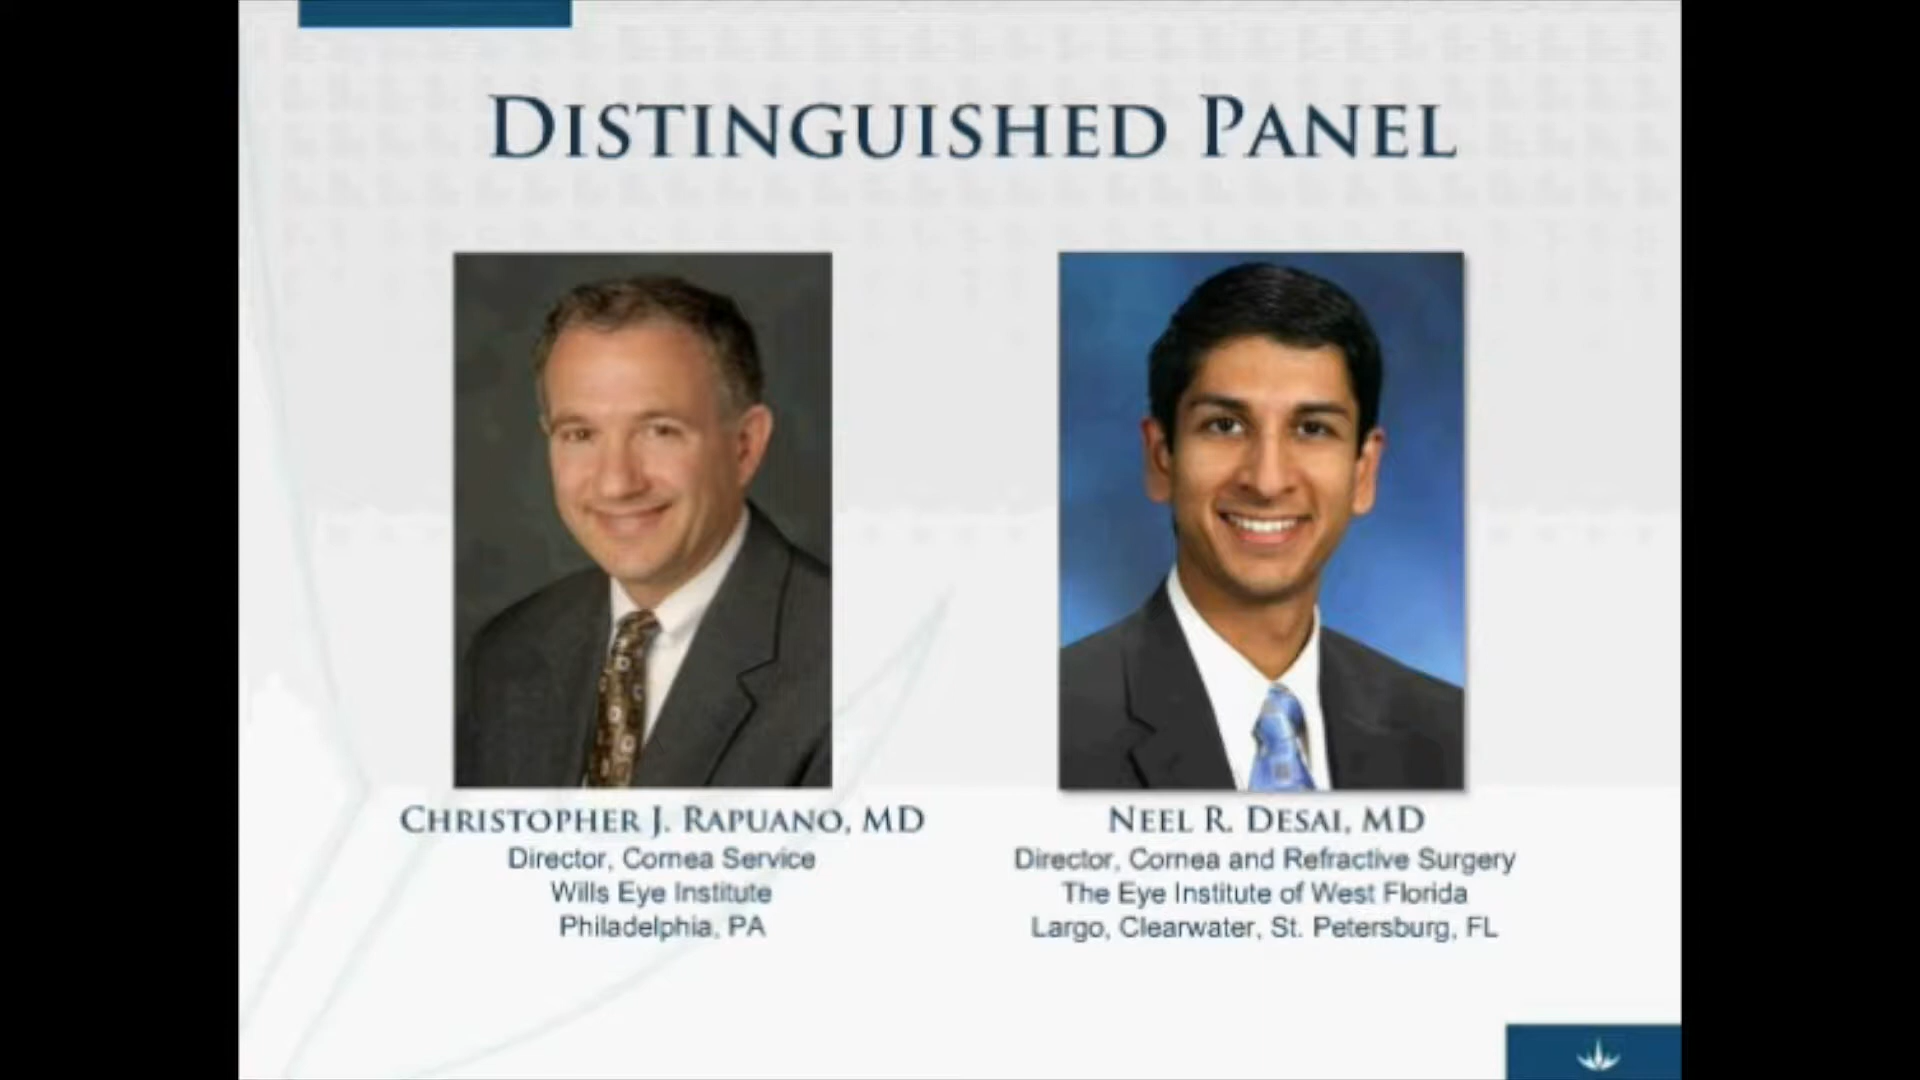 DISTINGUISHED PANEL
CHRISTOPHER J. RAPUANO, MD
Director, Cornea Service
Wills Eye Institute
Philadelphia, PA
NEEL R. DESAI, MD
Director, Cornea and Refractive Surgery
The Eye Institute of West Florida
Largo, Clearwater, St. Petersburg, FL